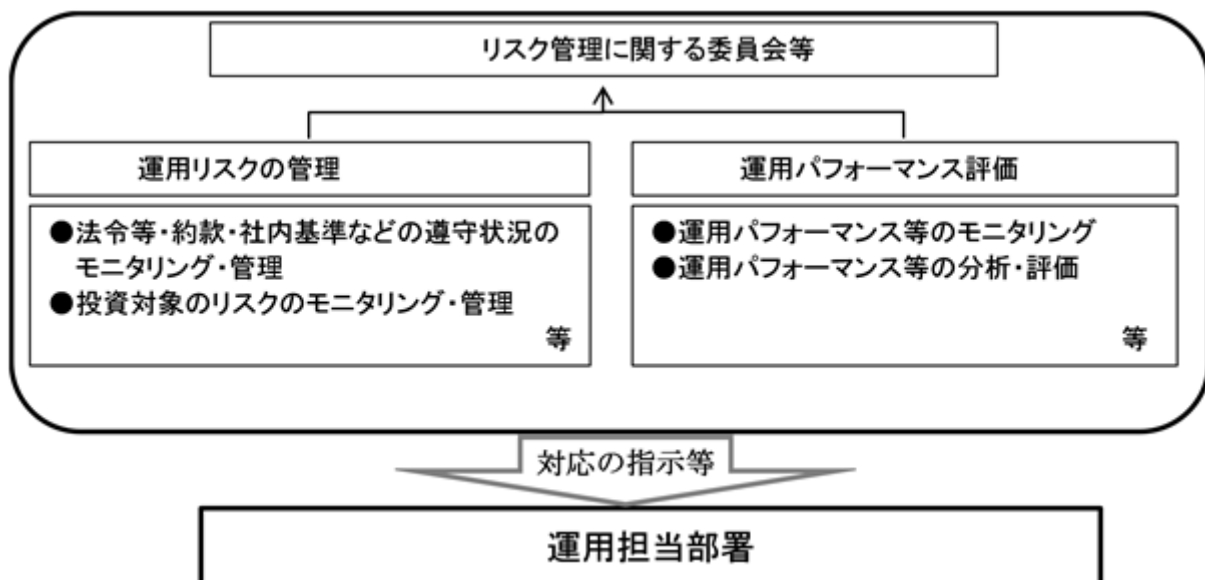 リスク管理に関する委員会等
運用リスクの管理
●法令等・約款・社内基準などの遵守状況の
モニタリング・管理
●投資対象のリスクのモニタリング・管理
等
運用パフォーマンス評価
●運用パフォーマンス等のモニタリング
●運用パフォーマンス等の分析・評価
等
対応の指示等
運用担当部署